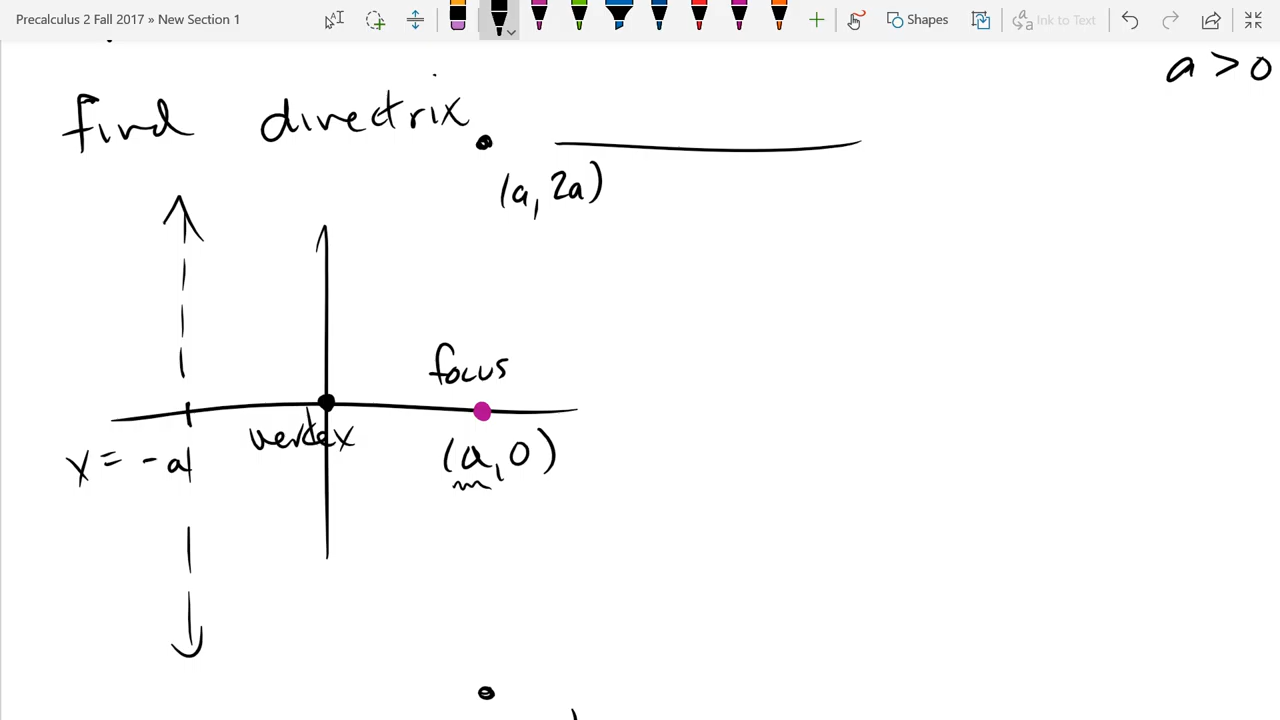 Precalculus 2 Fall 2017 » New Section 1
Shapes
Ink to Text
a > 0
find directrix
(a, 2a)
focus
vertex
x = -a
(a, 0)